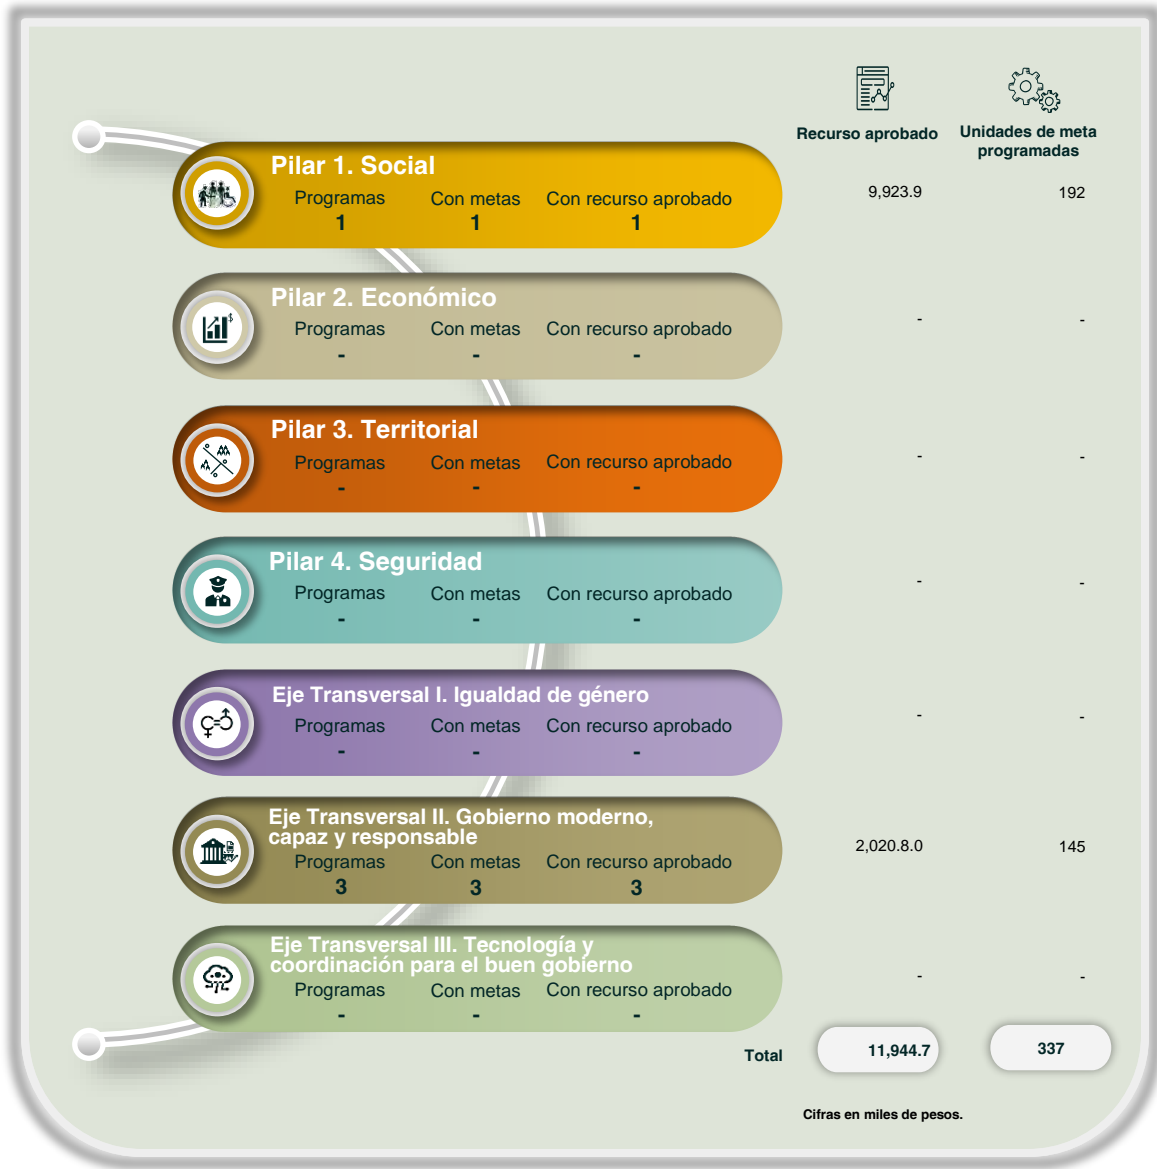 Recurso aprobado
Unidades de meta
programadas
Pilar 1. Social
Programas Con metas Con recurso aprobado
1 1 1
9,923.9 192
Pilar 2. Económico
Programas Con metas Con recurso aprobado
- - -
- -
Pilar 3. Territorial
Programas Con metas Con recurso aprobado
- - -
- -
Pilar 4. Seguridad
Programas Con metas Con recurso aprobado
- - -
- -
Eje Transversal I. Igualdad de género
Programas Con metas Con recurso aprobado
- - -
- -
Eje Transversal II. Gobierno moderno,
capaz y responsable
Programas Con metas Con recurso aprobado
3 3 3
2,020.8.0 145
Eje Transversal III. Tecnología y
coordinación para el buen gobierno
Programas Con metas Con recurso aprobado
- - -
- -
Total 11,944.7 337
Cifras en miles de pesos.